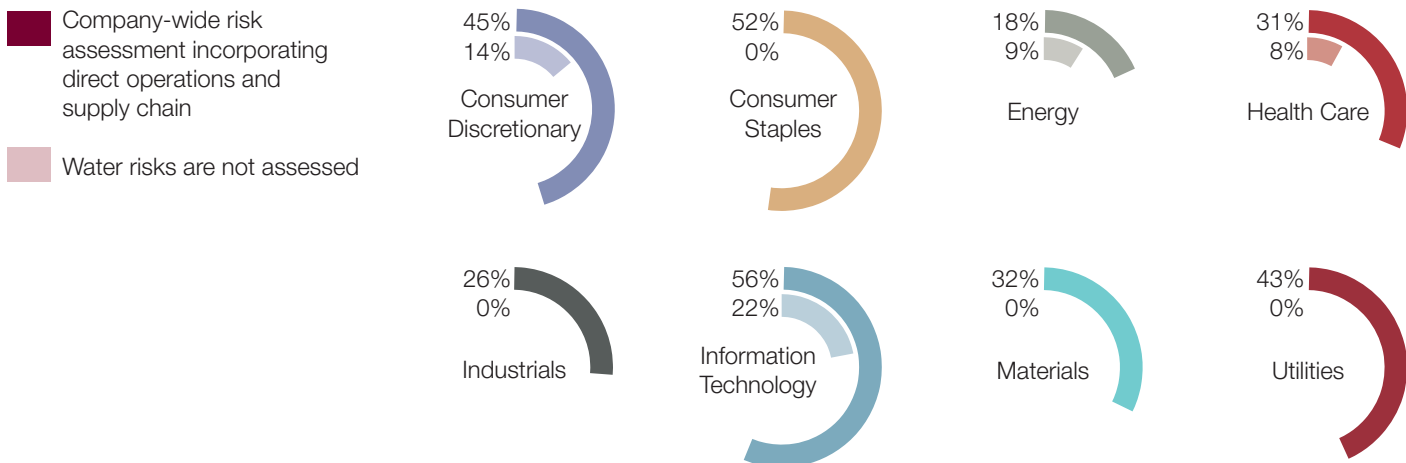 Company-wide risk
assessment incorporating
direct operations and
supply chain
Water risks are not assessed
45%
14%
Consumer
Discretionary
52%
0%
Consumer
Staples
18%
9%
Energy
31%
8%
Health Care
26%
0%
Industrials
56%
22%
Information
Technology
32%
0%
Materials
43%
0%
Utilities